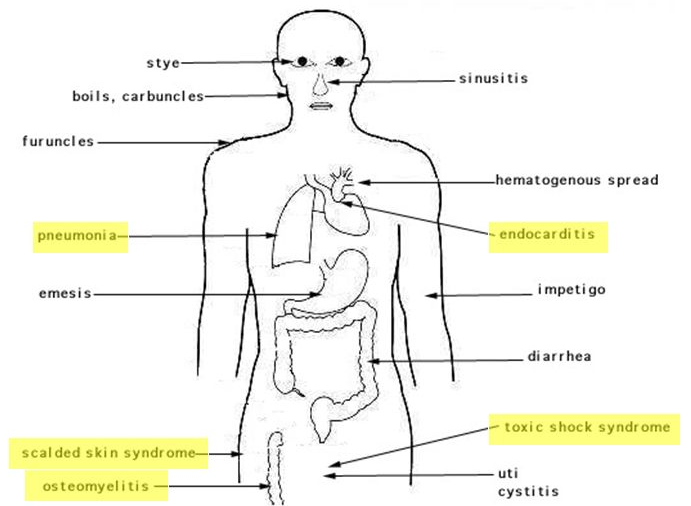 stye
sinusitis
boils, carbuncles
furuncles
hematogenous spread
pneumonia
endocarditis
emesis
impetigo
diarrhea
toxic shock syndrome
scalded skin syndrome
osteomyelitis
uti
cystitis